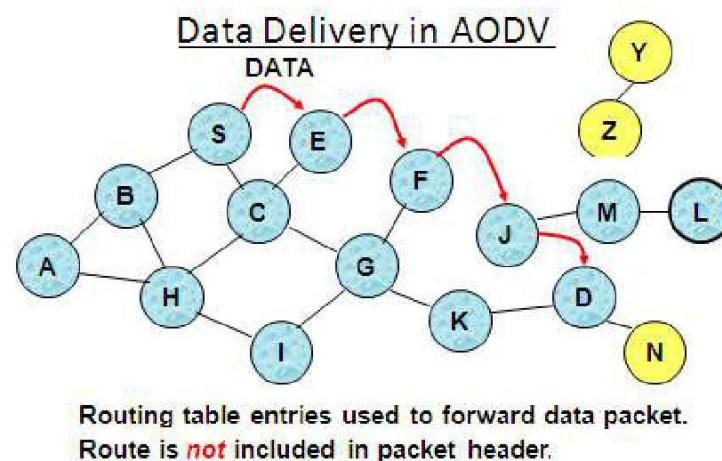 Data Delivery in AODV
DATA
Y
Z
S
E
F
B
C
M
L
J
A
G
H
D
K
I
N
Routing table entries used to forward data packet.
Route is not included in packet header.